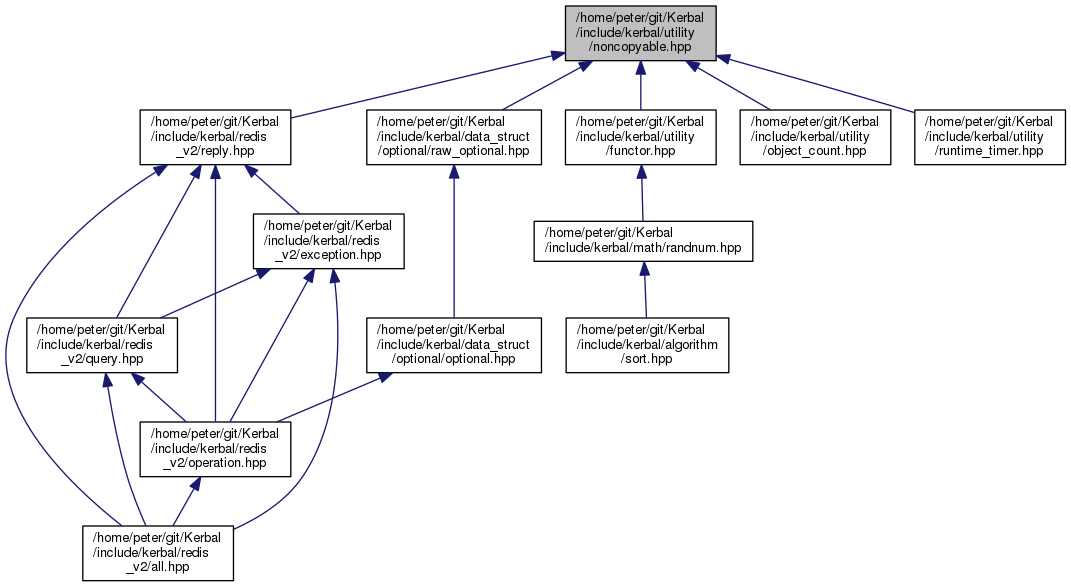 /home/peter/git/Kerbal
/include/kerbal/utility
/noncopyable.hpp
/home/peter/git/Kerbal
/include/kerbal/redis
_v2/reply.hpp
/home/peter/git/Kerbal
/include/kerbal/data_struct
/optional/raw_optional.hpp
/home/peter/git/Kerbal
/include/kerbal/utility
/functor.hpp
/home/peter/git/Kerbal
/include/kerbal/utility
/object_count.hpp
/home/peter/git/Kerbal
/include/kerbal/utility
/runtime_timer.hpp
/home/peter/git/Kerbal
/include/kerbal/redis
_v2/exception.hpp
/home/peter/git/Kerbal
/include/kerbal/math/randnum.hpp
/home/peter/git/Kerbal
/include/kerbal/redis
_v2/query.hpp
/home/peter/git/Kerbal
/include/kerbal/data_struct
/optional/optional.hpp
/home/peter/git/Kerbal
/include/kerbal/algorithm
/sort.hpp
/home/peter/git/Kerbal
/include/kerbal/redis
_v2/operation.hpp
/home/peter/git/Kerbal
/include/kerbal/redis
_v2/all.hpp